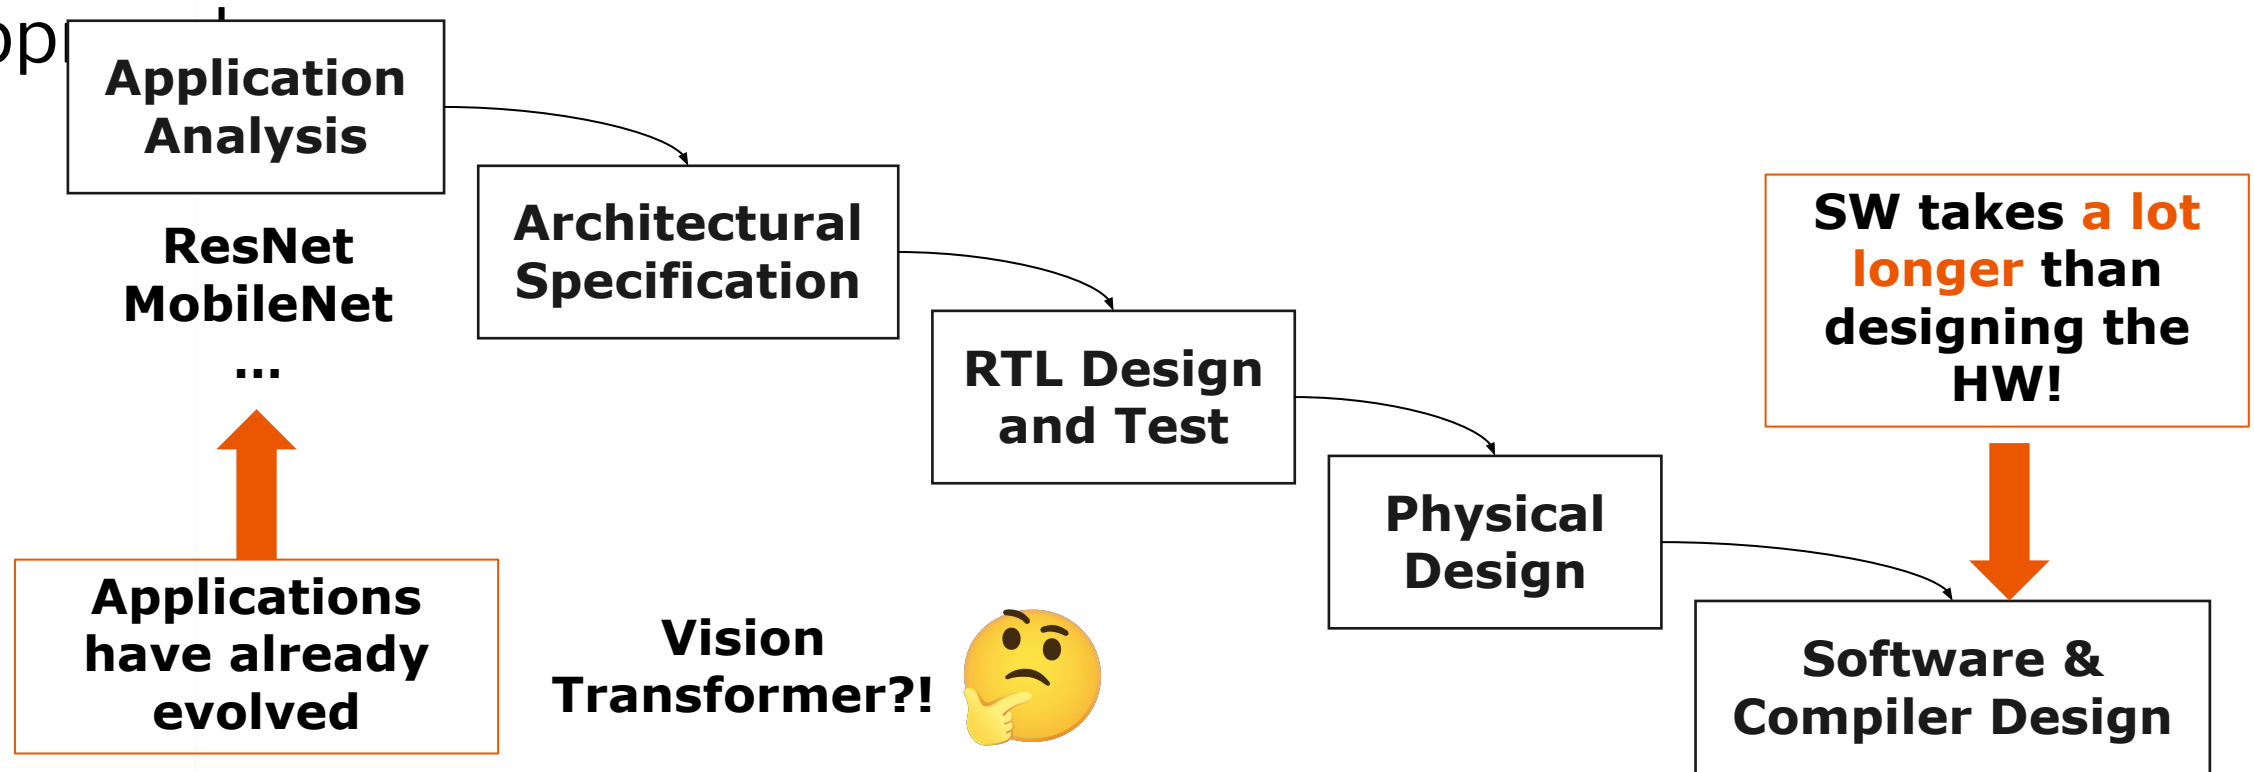 Application
Analysis
ResNet
MobileNet
...
Applications
have already
evolved
Architectural
Specification
Vision
Transformer?!
RTL Design
and Test
Physical
Design
SW takes a lot
longer than
designing the
HW!
Software &
Compiler Design